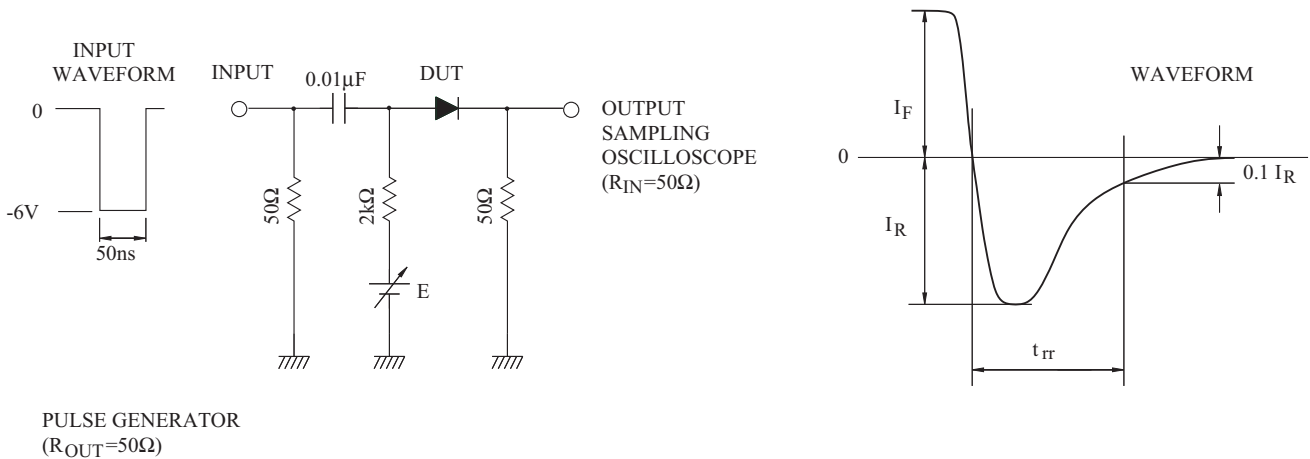 INPUT
WAVEFORM
0
-6V
50ns
INPUT
0.01µF
DUT
50Ω
2kΩ
50Ω
E
OUTPUT
SAMPLING
OSCILLOSCOPE
(RIN=50Ω)
PULSE GENERATOR
(ROUT=50Ω)
WAVEFORM
IF
0
0.1 IR
IR
trr